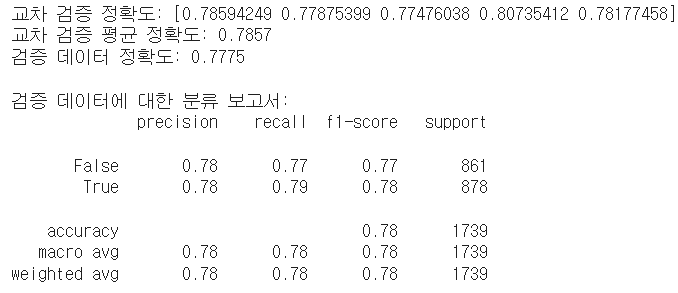 교차 검증 정확도: [0.78594249 0.77875399 0.77476038 0.80735412 0.78177458]
교차 검증 평균 정확도: 0.7857
검증 데이터 정확도: 0.7775
검증 데이터에 대한 분류 보고서:
precision recall f1-score support
False 0.78 0.77 0.77 861
True 0.78 0.79 0.78 878
accuracy 0.78 1739
macro avg 0.78 0.78 0.78 1739
weighted avg 0.78 0.78 0.78 1739